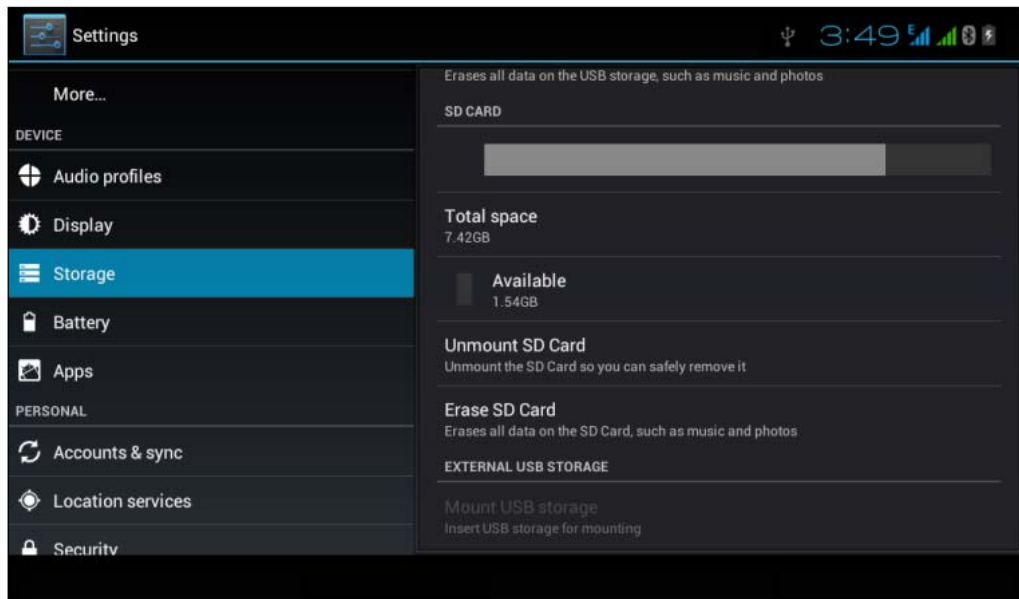 Settings
3:49 E
More...
DEVICE
Audio profiles
Display
Storage
Battery
Apps
PERSONAL
Accounts & sync
Location services
Security
Erases all data on the USB storage, such as music and photos
SD CARD
Total space
7.42GB
Available
1.54GB
Unmount SD Card
Unmount the SD Card so you can safely remove it
Erase SD Card
Erases all data on the SD Card, such as music and photos
EXTERNAL USB STORAGE
Mount USB storage
Insert USB storage for mounting